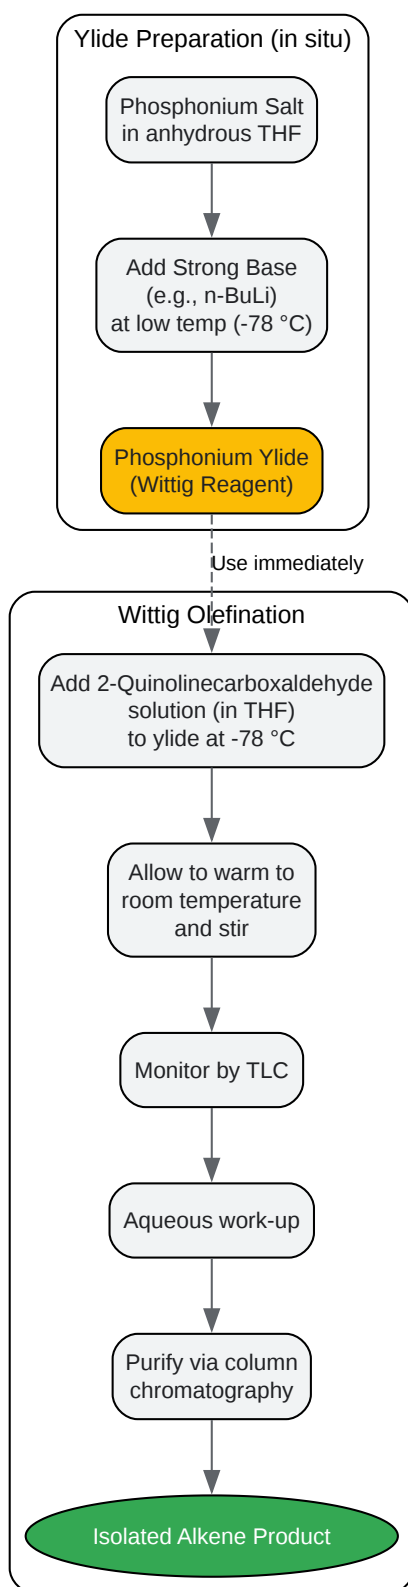 Ylide Preparation (in situ)
Phosphonium Salt
in anhydrous THF
Add Strong Base
(e.g., n-BuLi)
at low temp (-78 °C)
Phosphonium Ylide
(Wittig Reagent)
Use immediately
Wittig Olefination
Add 2-Quinolinecarboxaldehyde
solution (in THF)
to ylide at -78 °C
Allow to warm to
room temperature
and stir
Monitor by TLC
Aqueous work-up
Purify via column
chromatography
Isolated Alkene Product